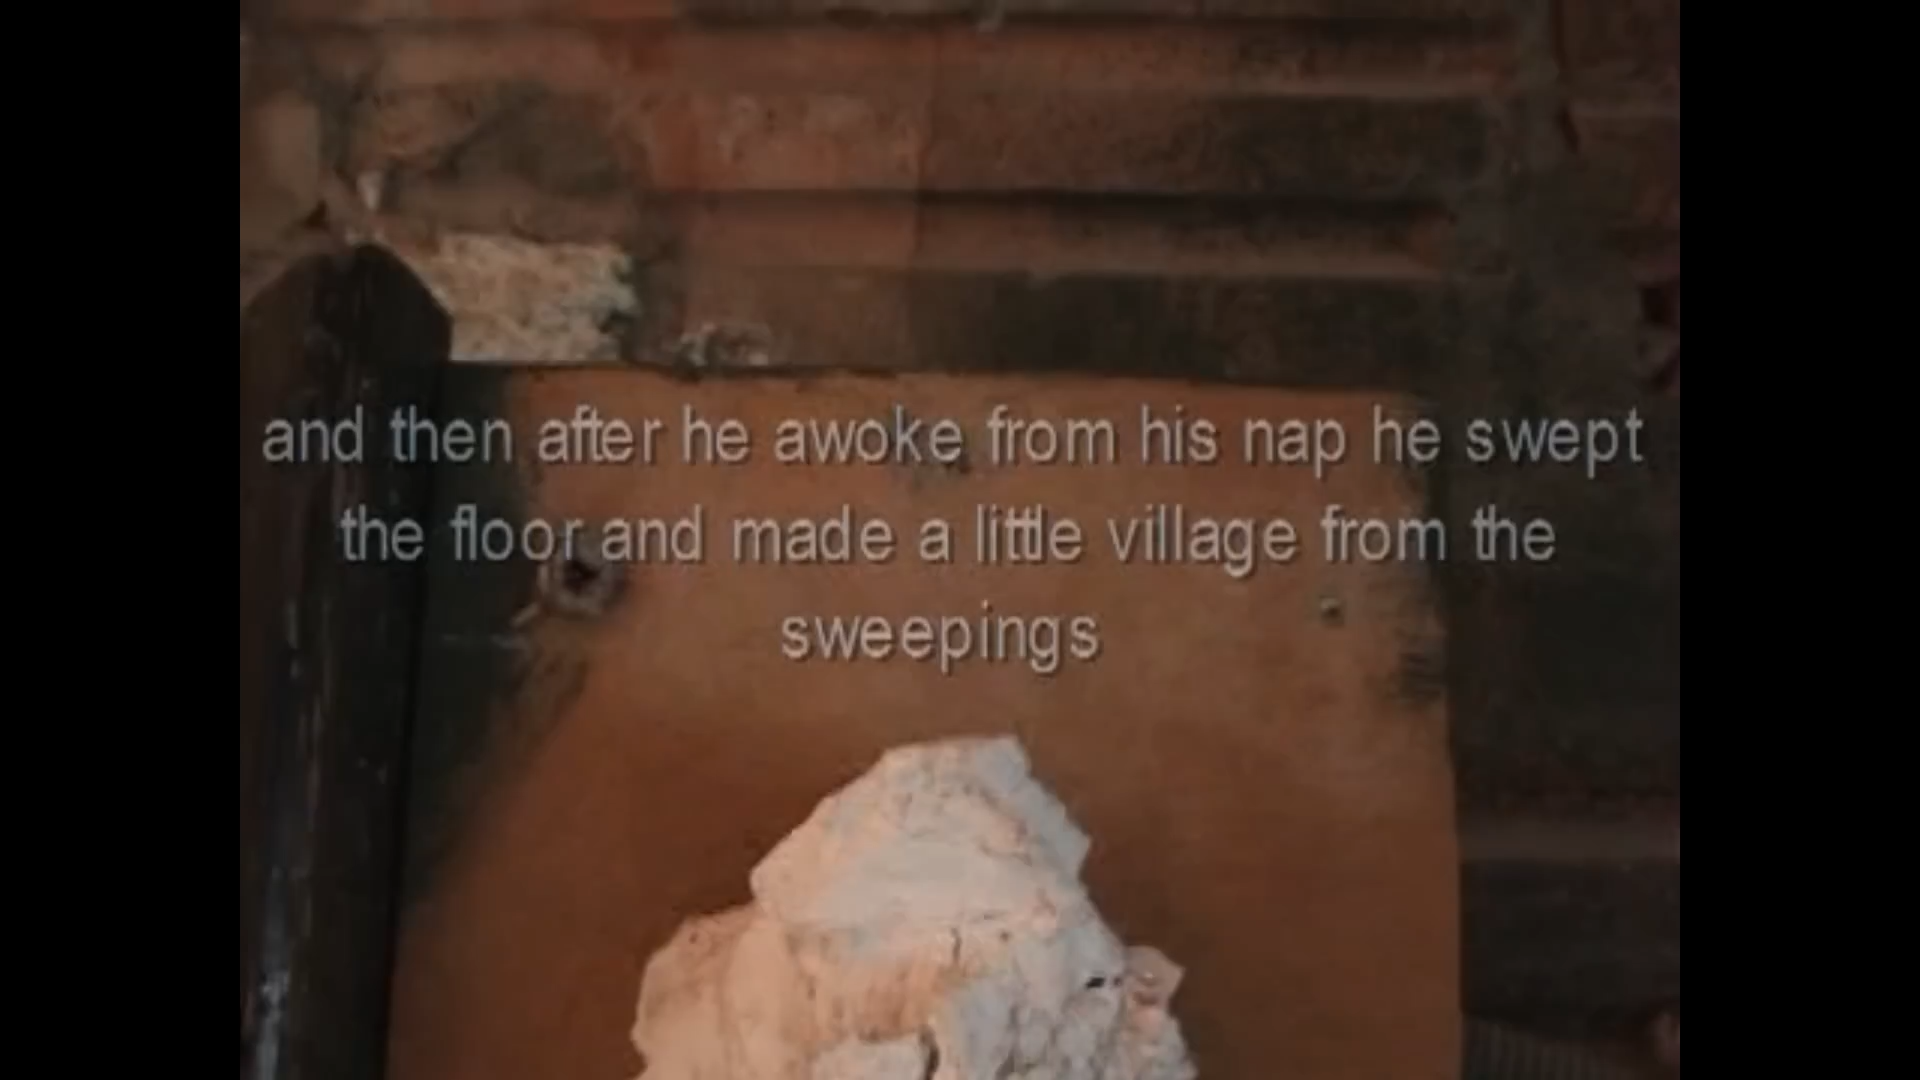 and then after he awoke from his nap he swept
the floor and made a little village from the
sweepings